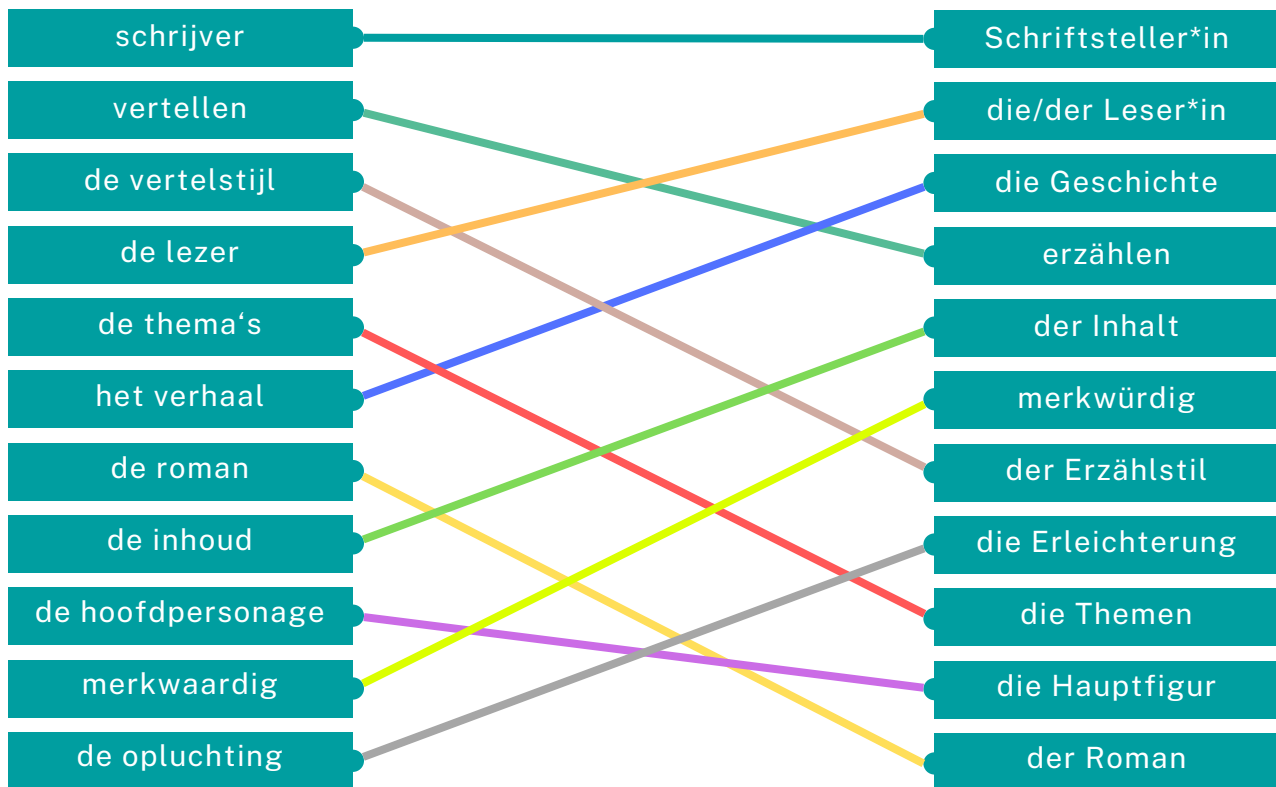 schrijver
vertellen
de vertelstijl
de lezer
de thema‘s
het verhaal
de roman
de inhoud
de hoofdpersonage
merkwaardig
de opluchting
Schriftsteller*in
die/der Leser*in
die Geschichte
erzählen
der Inhalt
merkwürdig
der Erzählstil
die Erleichterung
die Themen
die Hauptfigur
der Roman